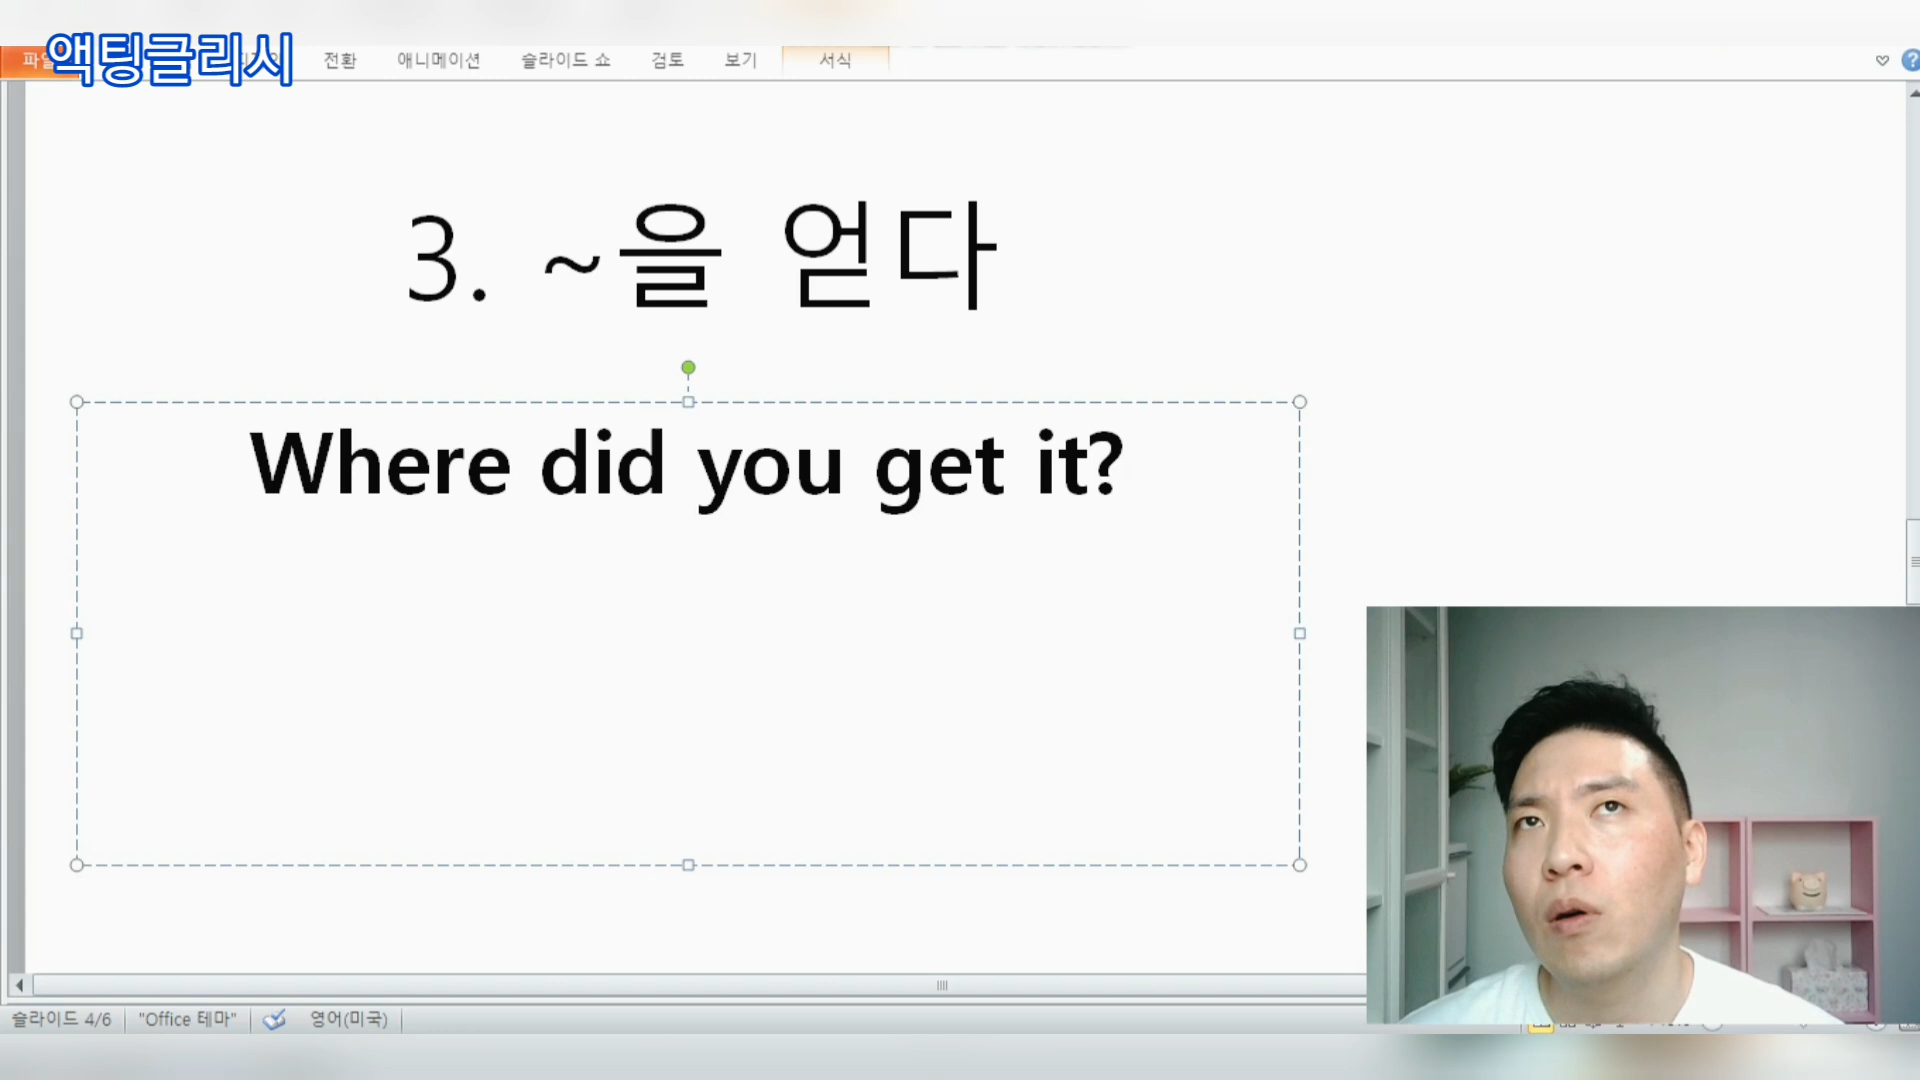 액팅글리시
전환 애니메이션 슬라이드 쇼 검토 보기 서식
3. ~을 얻다
Where did you get it?
슬라이드 4/6 "Office 테마" 영어(미국)